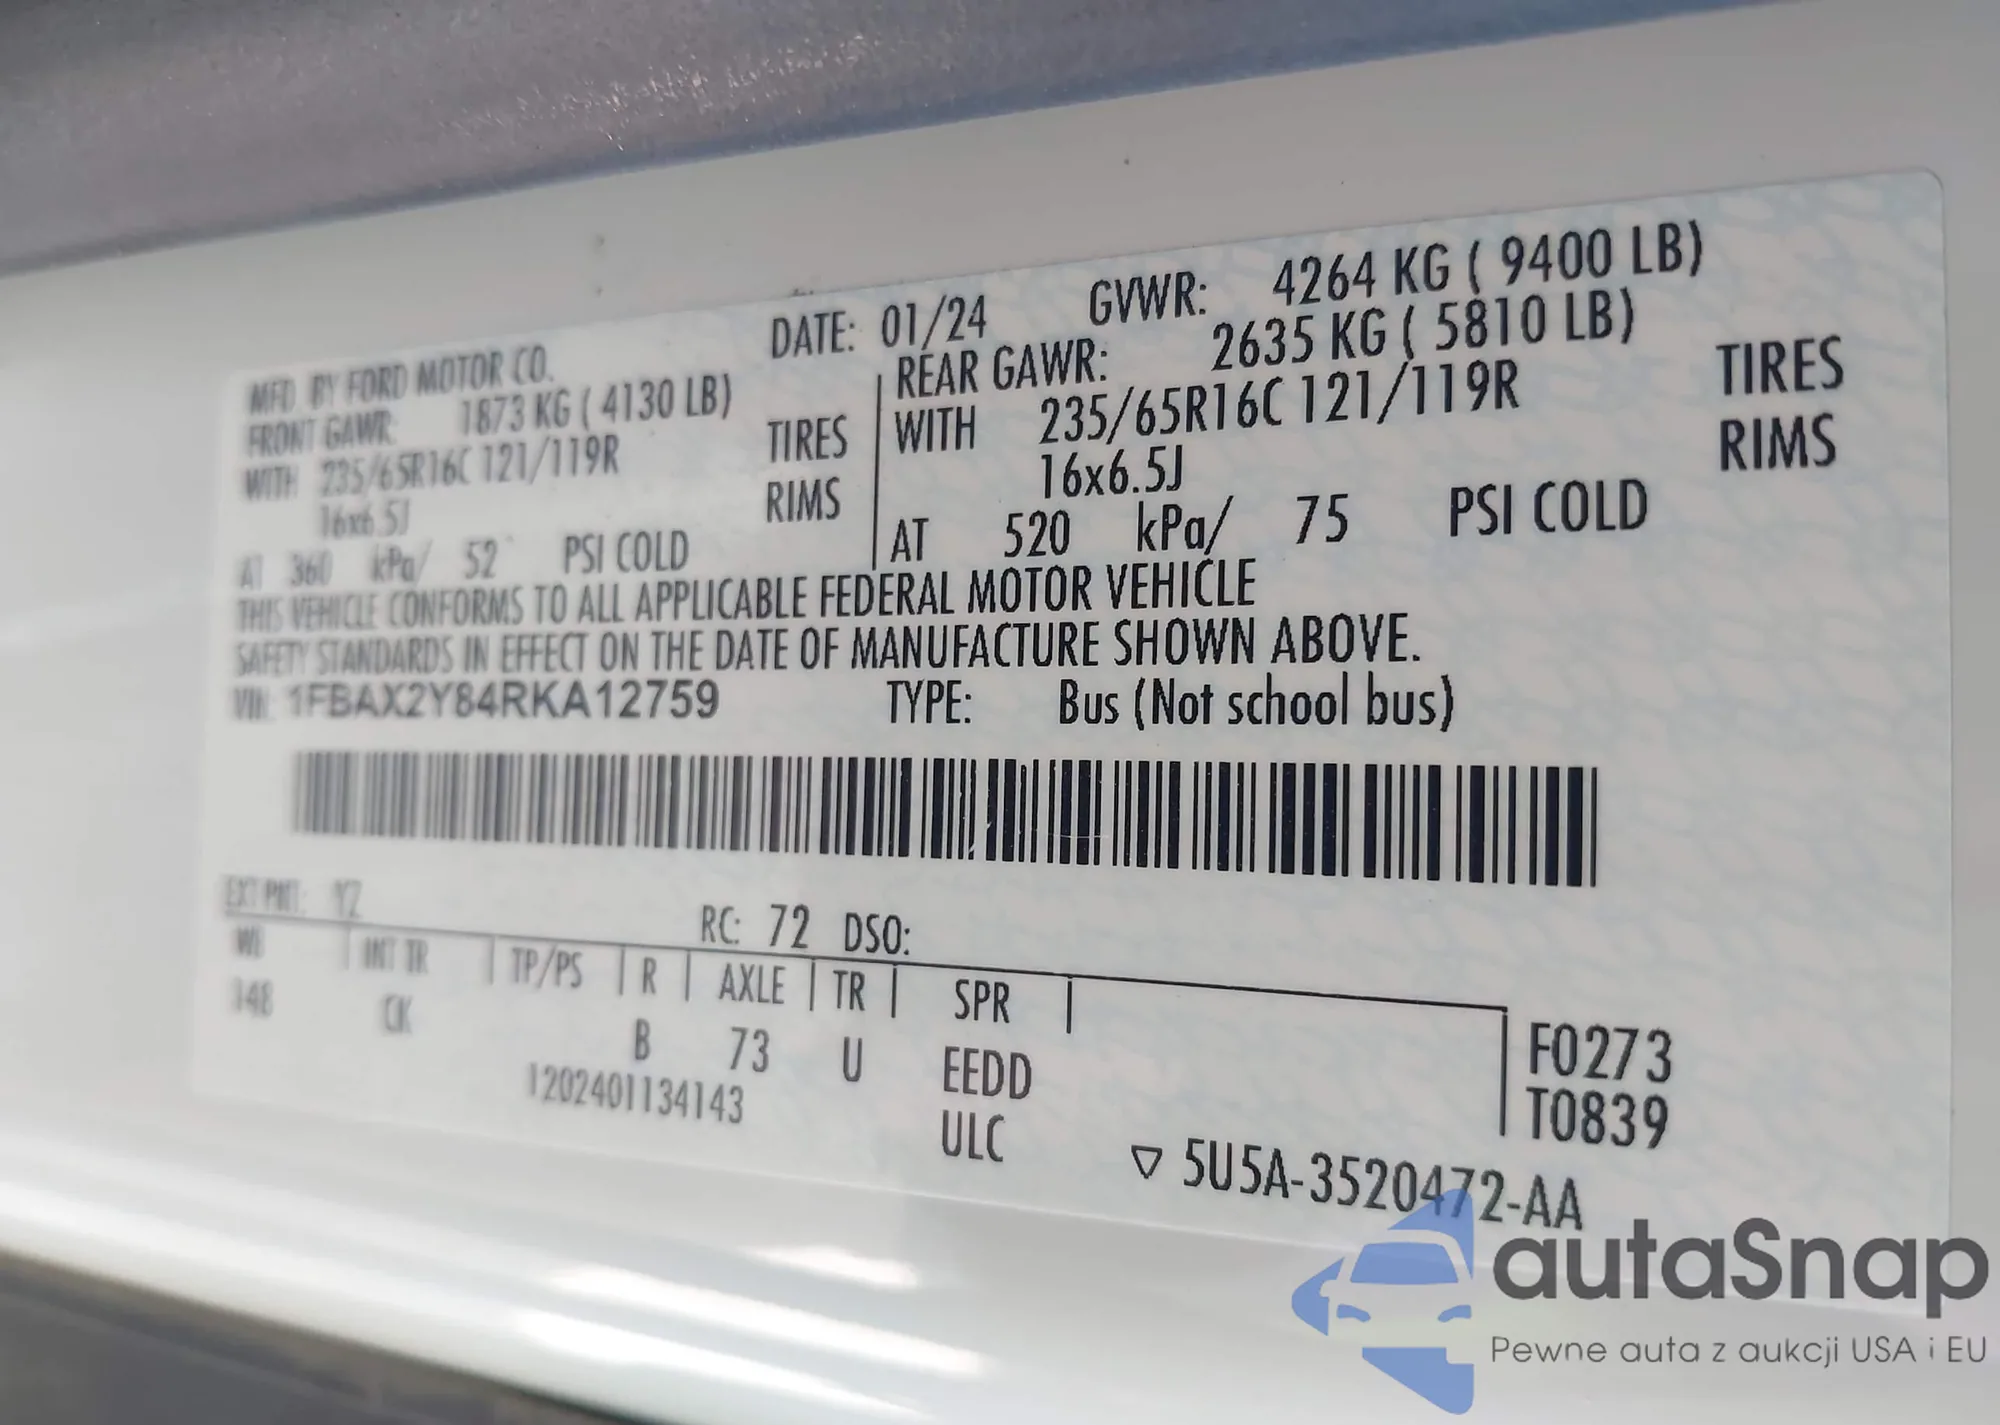 MFD. BY FORD MOTOR CO.
DATE: 01/24 GVWR: 4264 KG ( 9400 LB)
FRONT GAWR: 1873 KG ( 4130 LB)
REAR GAWR: 2635 KG ( 5810 LB)
WITH 235/65R16C 121/119R TIRES
WITH 235/65R16C 121/119R TIRES
16x6.5J RIMS
16x6.5J RIMS
AT 360 kPa/ 52 PSI COLD
AT 520 kPa/ 75 PSI COLD
THIS VEHICLE CONFORMS TO ALL APPLICABLE FEDERAL MOTOR VEHICLE
SAFETY STANDARDS IN EFFECT ON THE DATE OF MANUFACTURE SHOWN ABOVE.
VIN: 1FBAX2Y84RKA12759 TYPE: Bus (Not school bus)
EXT PNT: YZ RC: 72 DSO:
WB INT TR TP/PS R AXLE TR SPR
148 CK B 73 U EEDD
F0273
T0839
1202401134143 ULC
▽ 5U5A-3520472-AA
autaSnap
Pewne auta z aukcji USA i EU